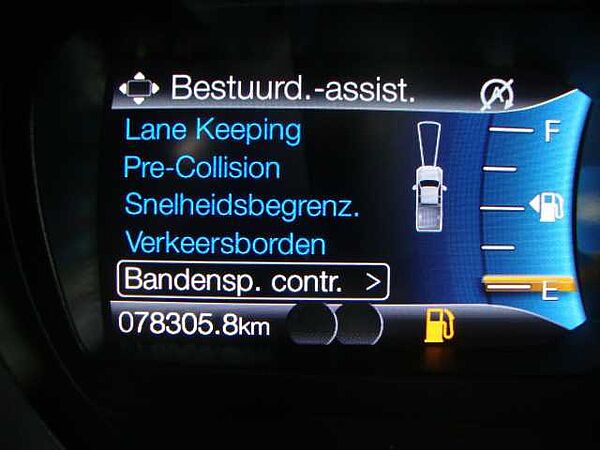 Bestuurd.-assist.
Lane Keeping
Pre-Collision
Snelheidsbegrenz.
Verkeersborden
Bandensp. contr. >
078305.8km
A
F
E